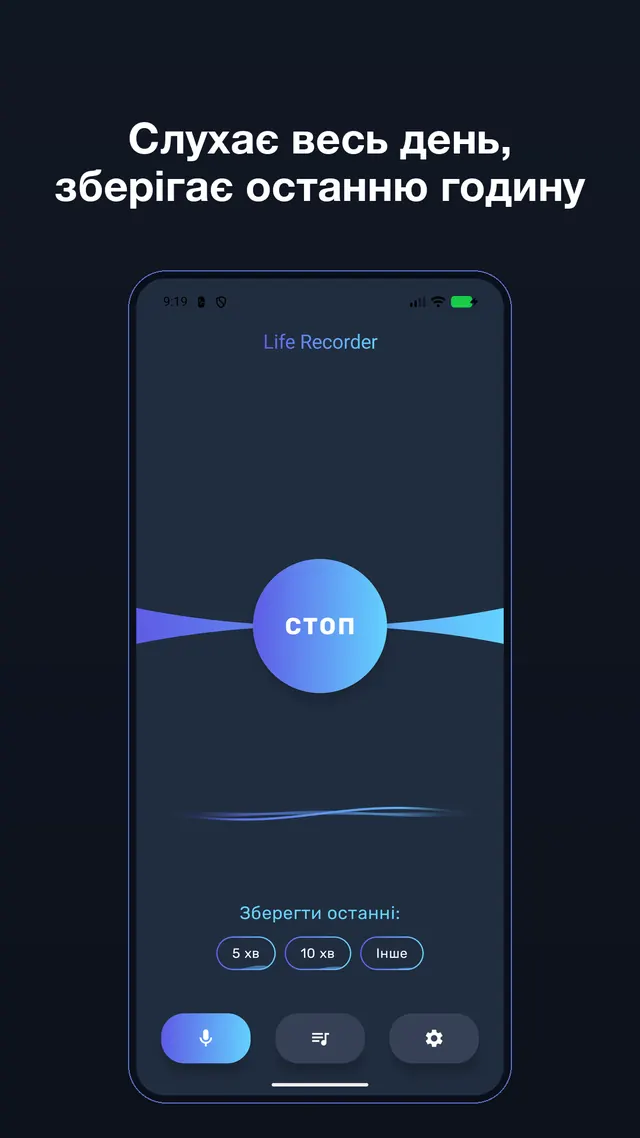 Слухає весь день,
зберігає останню годину
9:19
Life Recorder
СТОП
Зберегти останні:
5 хв 10 хв Інше